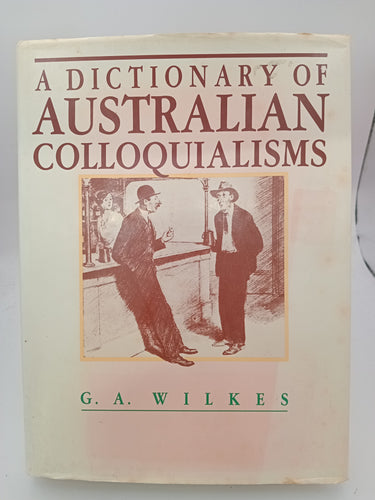 A DICTIONARY OF
AUSTRALIAN
COLLOQUIALISMS
G. A. WILKES